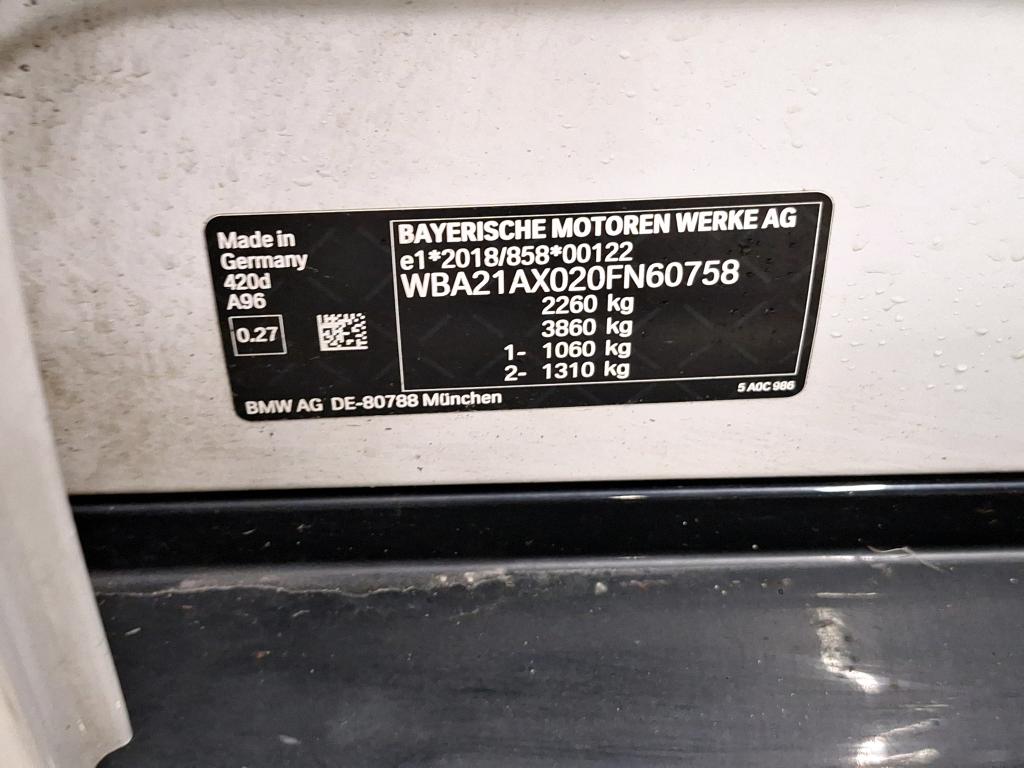 Made in
Germany
420d
A96
0.27
BAYERISCHE MOTOREN WERKE AG
e1*2018/858*00122
WBA21AX020FN60758
2260 kg
3860 kg
1- 1060 kg
2- 1310 kg
BMW AG DE-80788 München
5 A0C 986